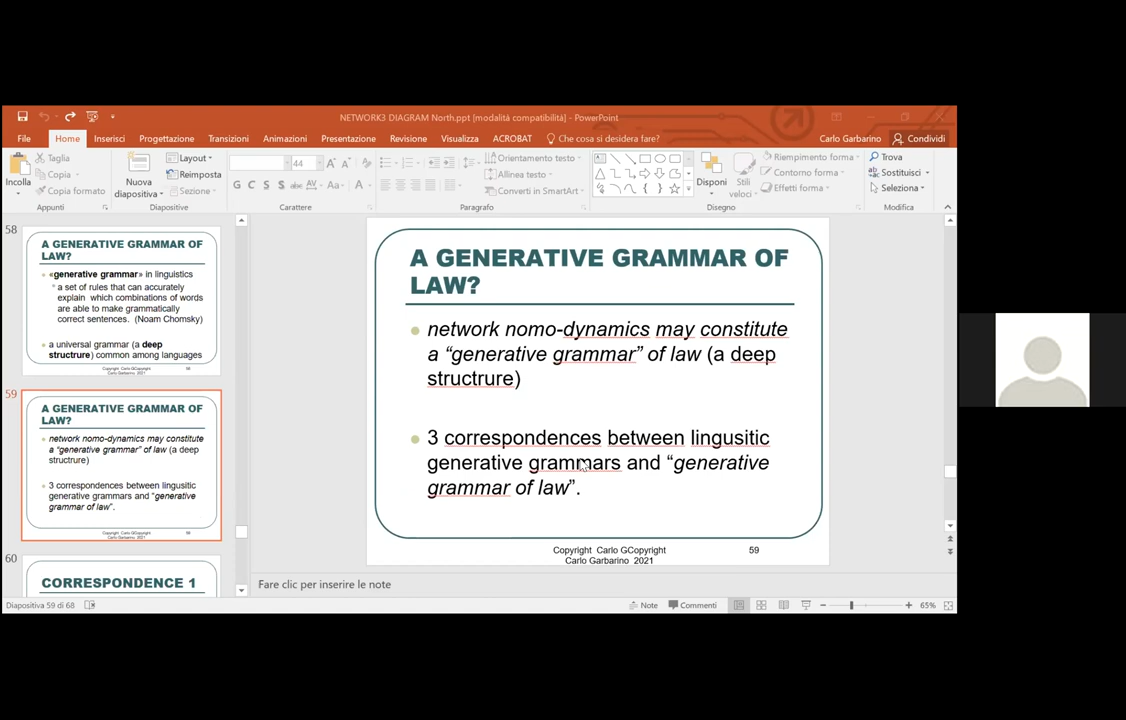 NETWORK3 DIAGRAM North.ppt [modalità compatibilità] - PowerPoint
File Home Inserisci Progettazione Transizioni Animazioni Presentazione Revisione Visualizza ACROBAT Che cosa si desidera fare? Carlo Garbarino Condividi
Incolla
Taglia
Copia
Copia formato
Appunti
Nuova
diapositiva
Layout
Reimposta
Sezione
Diapositive
44
G C S S abc AV Aa A
Carattere
Orientamento testo
Allinea testo
Converti in SmartArt
Paragrafo
Disponi
Stili
veloci
Riempimento forma
Contorno forma
Effetti forma
Disegno
Trova
Sostituisci
Seleziona
Modifica
58
A GENERATIVE GRAMMAR OF
LAW?
«generative grammar» in linguistics
a set of rules that can accurately
explain which combinations of words
are able to make grammatically
correct sentences. (Noam Chomsky)
a universal grammar (a deep
structrure) common among languages
Copyright Carlo GCopyright
Carlo Garbarino 2021
58
59
A GENERATIVE GRAMMAR OF
LAW?
network nomo-dynamics may constitute
a “generative grammar” of law (a deep
structrure)
3 correspondences between lingusitic
generative grammars and “generative
grammar of law”.
Copyright Carlo GCopyright
Carlo Garbarino 2021
60
CORRESPONDENCE 1
A GENERATIVE GRAMMAR OF
LAW?
network nomo-dynamics may constitute
a “generative grammar” of law (a deep
structrure)
3 correspondences between lingusitic
generative grammars and “generative
grammar of law”.
Copyright Carlo GCopyright
Carlo Garbarino 2021
59
Fare clic per inserire le note
Diapositiva 59 di 68
Note Commenti 65%